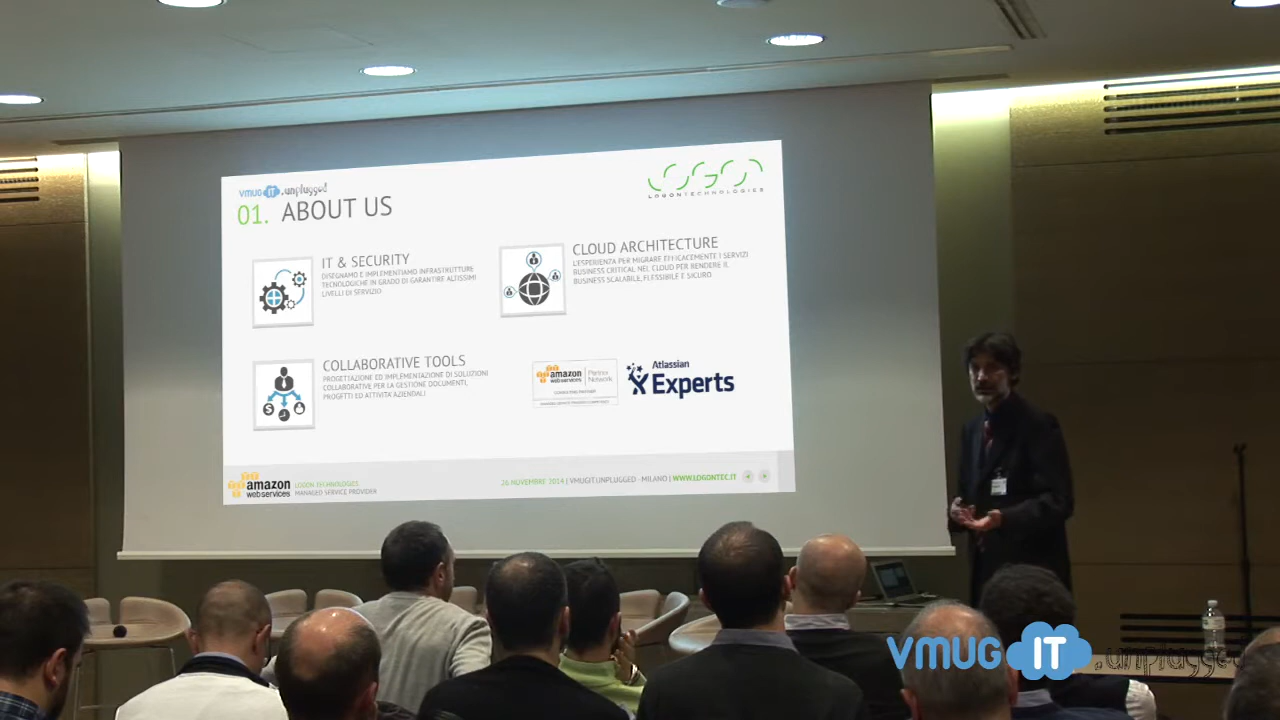 VMUG IT .unplugged
LOGON
LOGONTECHNOLOGIES
01. ABOUT US
IT & SECURITY
DISEGNAMO E IMPLEMENTIAMO INFRASTRUTTURE
TECNOLOGICHE IN GRADO DI GARANTIRE ALTISSIMI
LIVELLI DI SERVIZIO
CLOUD ARCHITECTURE
L'ESPERIENZA PER MIGRARE EFFICACEMENTE I SERVIZI
BUSINESS CRITICAL NEL CLOUD PER RENDERE IL
BUSINESS SCALABILE, FLESSIBILE E SICURO
COLLABORATIVE TOOLS
PROGETTAZIONE ED IMPLEMENTAZIONE DI SOLUZIONI
COLLABORATIVE PER LA GESTIONE DOCUMENTI,
PROGETTI ED ATTIVITA' AZIENDALI
amazon
web services
Partner
Network
Atlassian
Experts
amazon
web services
LOGON TECHNOLOGIES
MANAGED SERVICE PROVIDER
26 NOVEMBRE 2014 | VMUGIT.UNPLUGGED - MILANO | WWW.LOGONTEC.IT
VMUG IT .unplugged